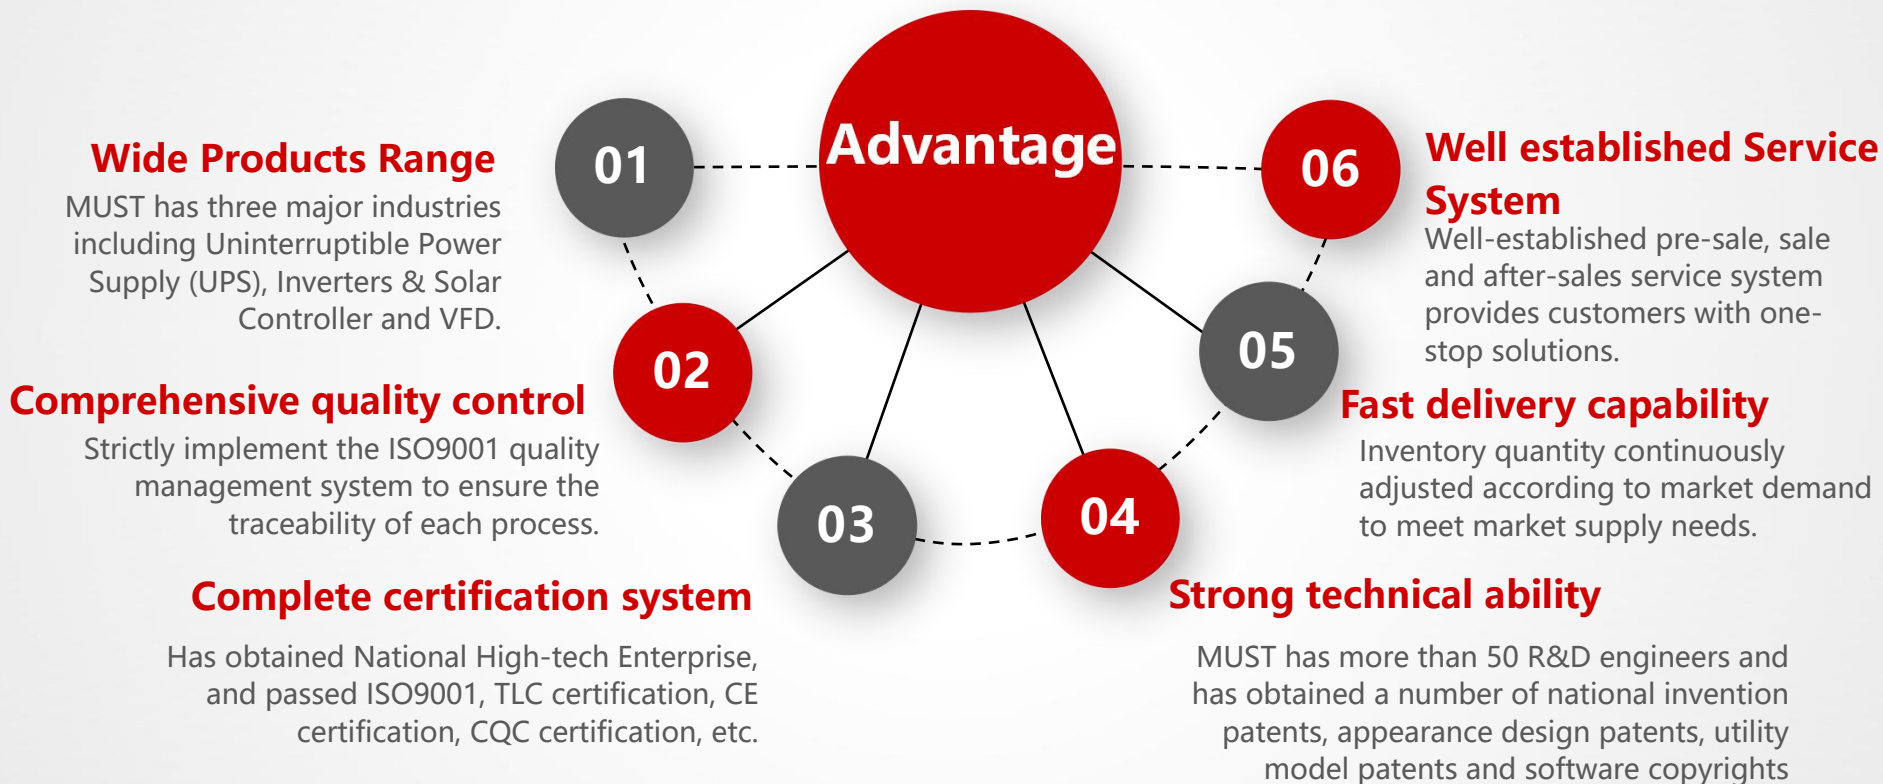 Advantage
01
Wide Products Range
MUST has three major industries
including Uninterruptible Power
Supply (UPS), Inverters & Solar
Controller and VFD.
02
Comprehensive quality control
Strictly implement the ISO9001 quality
management system to ensure the
traceability of each process.
03
Complete certification system
Has obtained National High-tech Enterprise,
and passed ISO9001, TLC certification, CE
certification, CQC certification, etc.
04
Strong technical ability
MUST has more than 50 R&D engineers and
has obtained a number of national invention
patents, appearance design patents, utility
model patents and software copyrights
05
Fast delivery capability
Inventory quantity continuously
adjusted according to market demand
to meet market supply needs.
06
Well established Service
System
Well-established pre-sale, sale
and after-sales service system
provides customers with one-
stop solutions.